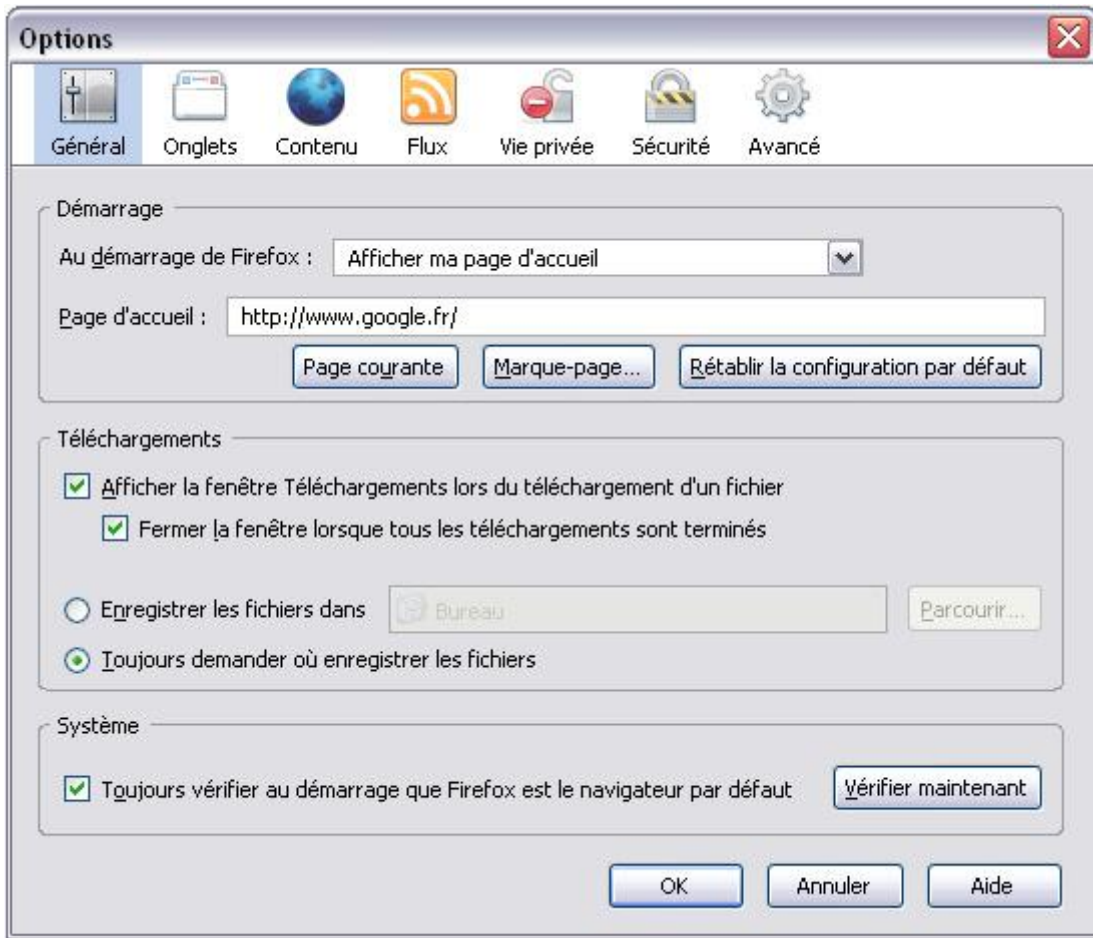 Options
Général Onglets Contenu Flux Vie privée Sécurité Avancé
Démarrage
Au démarrage de Firefox : Afficher ma page d'accueil
Page d'accueil : http://www.google.fr/
Page courante Marque-page... Rétablir la configuration par défaut
Téléchargements
Afficher la fenêtre Téléchargements lors du téléchargement d'un fichier
Fermer la fenêtre lorsque tous les téléchargements sont terminés
Enregistrer les fichiers dans Bureau Parcourir...
Toujours demander où enregistrer les fichiers
Système
Toujours vérifier au démarrage que Firefox est le navigateur par défaut Vérifier maintenant
OK Annuler Aide